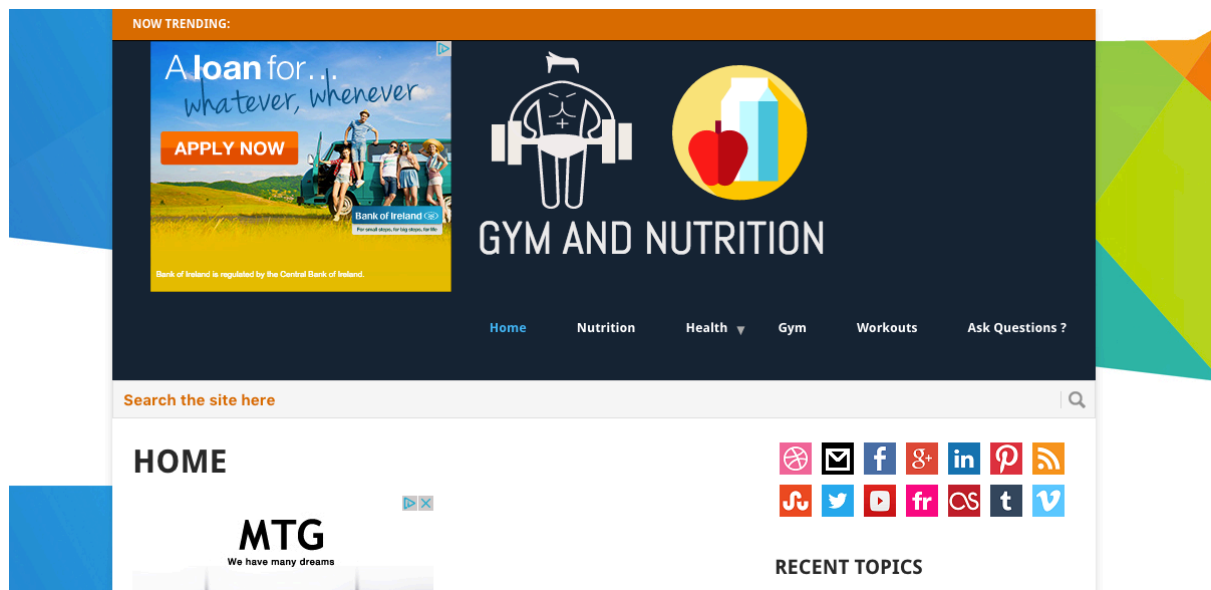 NOW TRENDING:
A loan for...
whatever, whenever
APPLY NOW
Bank of Ireland
For small steps, for big steps, for life
Bank of Ireland is regulated by the Central Bank of Ireland.
GYM AND NUTRITION
Home Nutrition Health Gym Workouts Ask Questions ?
Search the site here
HOME
MTG
We have many dreams
g+ in
fr t
RECENT TOPICS